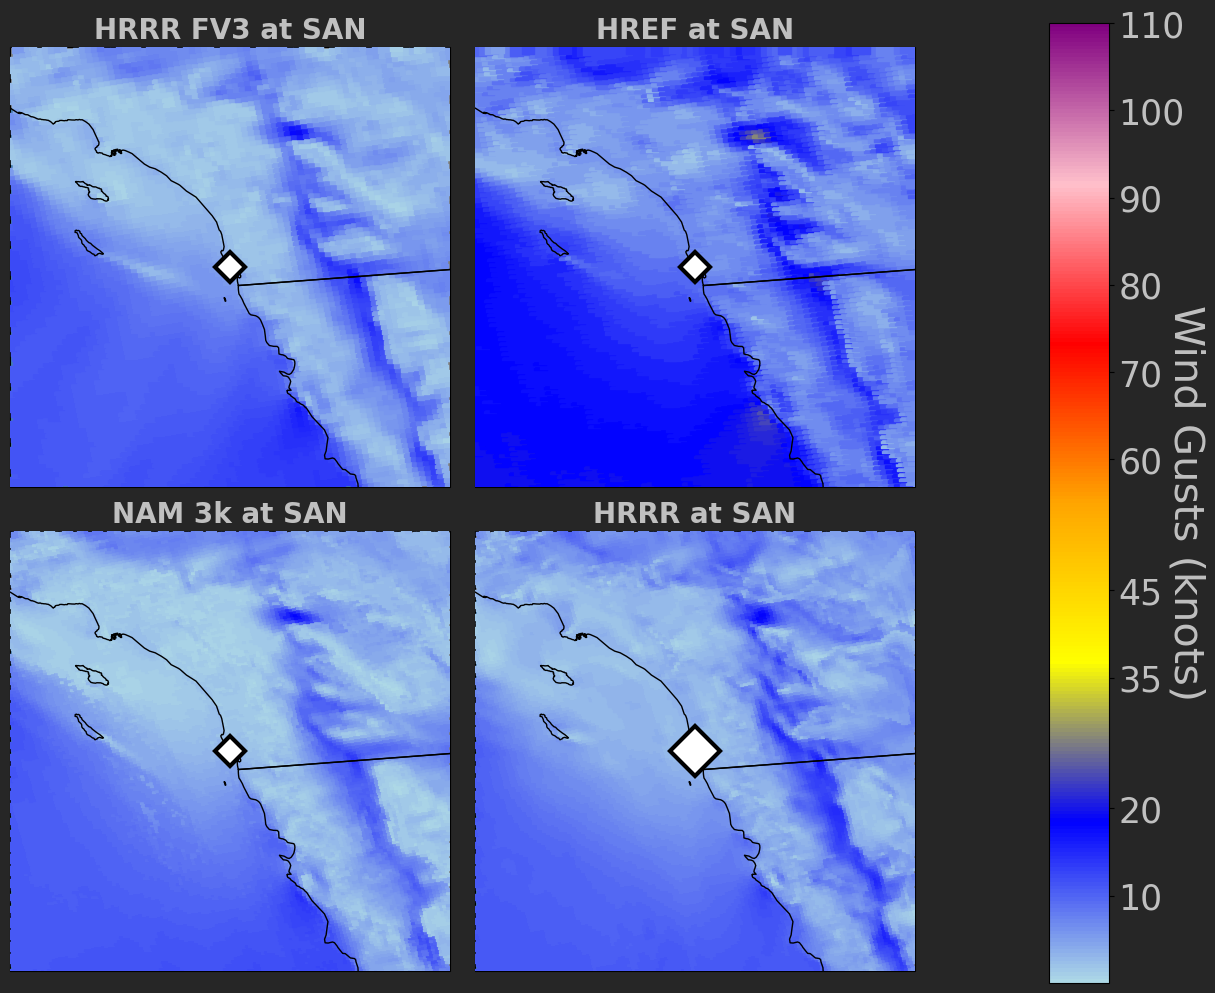 HRRR FV3 at SAN
HREF at SAN
NAM 3k at SAN
HRRR at SAN
110
100
90
80
70
60
45
35
20
10
Wind Gusts (knots)